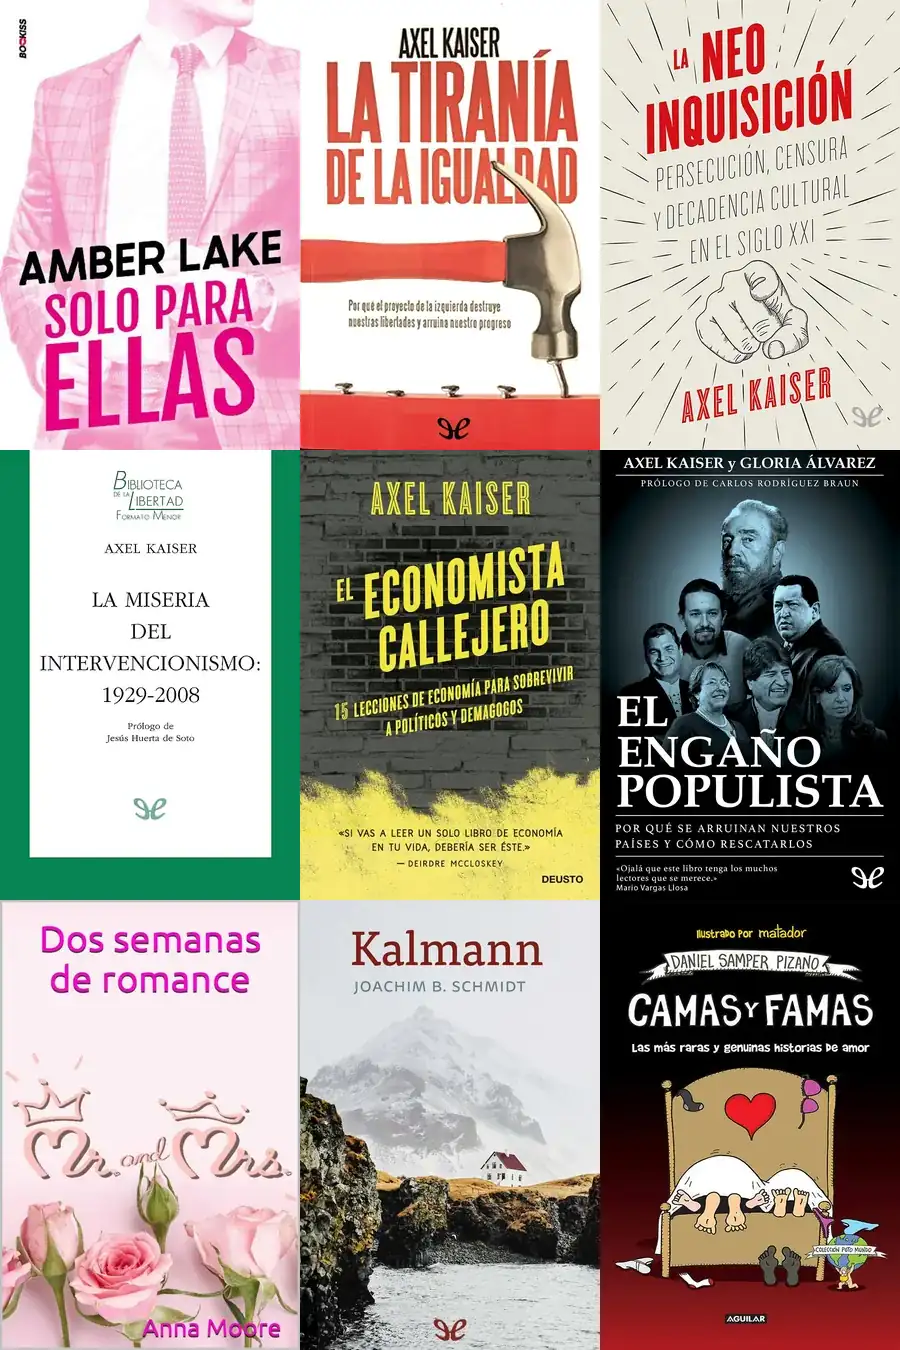 BOOKISS
AMBER LAKE
SOLO PARA
ELLAS
AXEL KAISER
LA TIRANÍA
DE LA IGUALDAD
Por qué el proyecto de la izquierda destruye
nuestras libertades y arruina nuestro progreso
LA NEO
INQUISICIÓN
PERSECUCIÓN, CENSURA
Y DECADENCIA CULTURAL
EN EL SIGLO XXI
AXEL KAISER
BIBLIOTECA
DE LA
LIBERTAD
FORMATO MENOR
AXEL KAISER
LA MISERIA
DEL
INTERVENCIONISMO:
1929-2008
Prólogo de
Jesús Huerta de Soto
AXEL KAISER
EL ECONOMISTA
CALLEJERO
15 LECCIONES DE ECONOMÍA PARA SOBREVIVIR
A POLÍTICOS Y DEMAGOGOS
«SI VAS A LEER UN SOLO LIBRO DE ECONOMÍA
EN TU VIDA, DEBERÍA SER ÉSTE.»
— DEIRDRE MCCLOSKEY
DEUSTO
AXEL KAISER y GLORIA ÁLVAREZ
PRÓLOGO DE CARLOS RODRÍGUEZ BRAUN
EL
ENGAÑO
POPULISTA
POR QUÉ SE ARRUINAN NUESTROS
PAÍSES Y CÓMO RESCATARLOS
«Ojalá que este libro tenga los muchos
lectores que se merece.»
Mario Vargas Llosa
Dos semanas
de romance
Mr. and Mrs.
Anna Moore
Kalmann
JOACHIM B. SCHMIDT
Ilustrado por matador
DANIEL SAMPER PIZANO
CAMAS Y FAMAS
Las más raras y genuinas historias de amor
COLECCIÓN PUTO MUNDO
AGUILAR